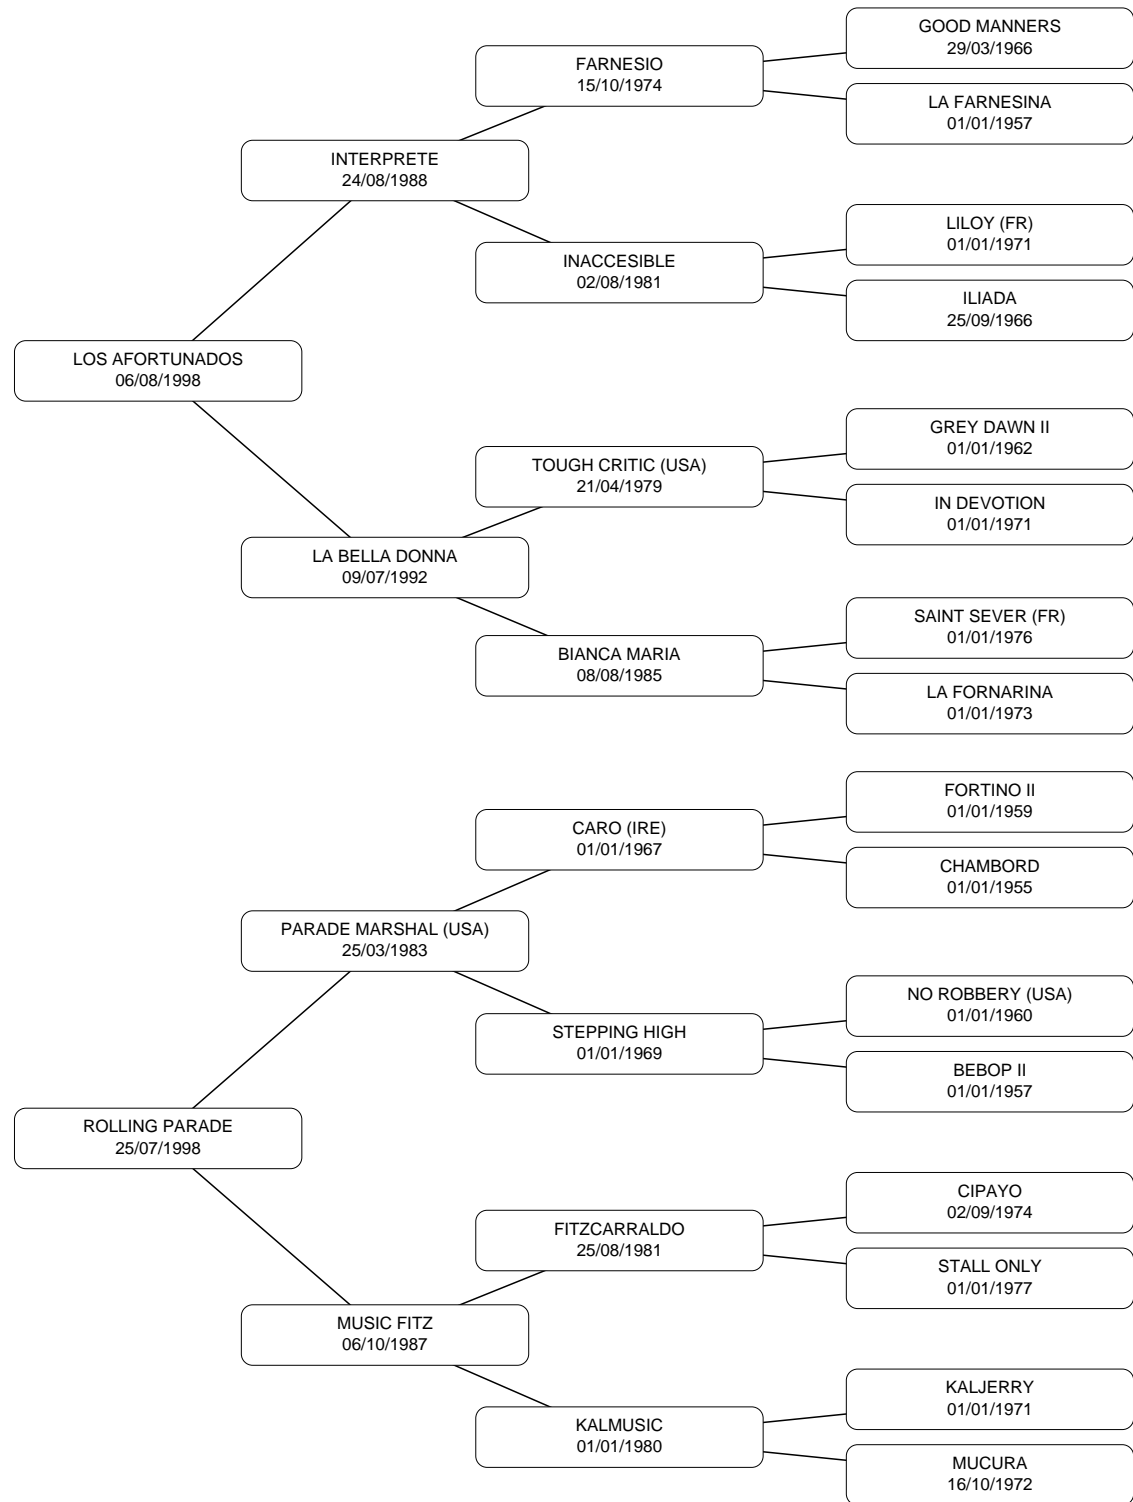 GOOD MANNERS
29/03/1966
FARNESIO
15/10/1974
LA FARNESINA
01/01/1957
INTERPRETE
24/08/1988
LILOY (FR)
01/01/1971
INACCESIBLE
02/08/1981
ILIADA
25/09/1966
LOS AFORTUNADOS
06/08/1998
GREY DAWN II
01/01/1962
TOUGH CRITIC (USA)
21/04/1979
IN DEVOTION
01/01/1971
LA BELLA DONNA
09/07/1992
SAINT SEVER (FR)
01/01/1976
BIANCA MARIA
08/08/1985
LA FORNARINA
01/01/1973
FORTINO II
01/01/1959
CARO (IRE)
01/01/1967
CHAMBORD
01/01/1955
PARADE MARSHAL (USA)
25/03/1983
NO ROBBERY (USA)
01/01/1960
STEPPING HIGH
01/01/1969
BEBOP II
01/01/1957
ROLLING PARADE
25/07/1998
CIPAYO
02/09/1974
FITZCARRALDO
25/08/1981
STALL ONLY
01/01/1977
MUSIC FITZ
06/10/1987
KALJERRY
01/01/1971
KALMUSIC
01/01/1980
MUCURA
16/10/1972